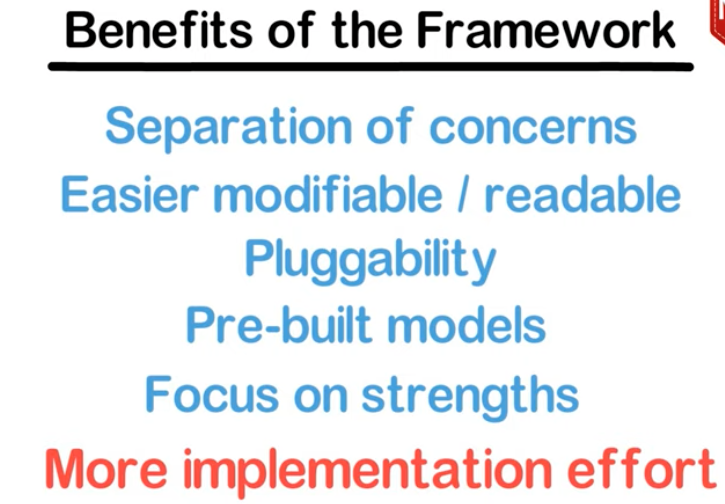 Benefits of the Framework
Separation of concerns
Easier modifiable / readable
Pluggability
Pre-built models
Focus on strengths
More implementation effort